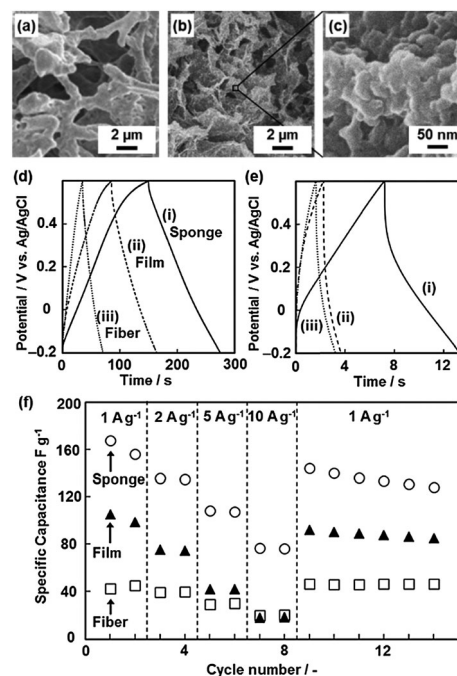 (a)
2 µm
(b)
2 µm
(c)
50 nm
(d)
Potential / V vs. Ag/AgCl
0.4
0.2
0
−0.2
(i)
Sponge
(ii)
Film
(iii)
Fiber
0
100
200
300
Time / s
(e)
Potential / V vs. Ag/AgCl
0.4
0.2
0
−0.2
(i)
(iii)
(ii)
0
4
8
12
Time / s
(f)
Specific Capacitance F g-1
200
160
120
80
40
0
1 A g-1
2 A g-1
5 A g-1
10 A g-1
1 A g-1
Sponge
Film
Fiber
0
4
8
12
Cycle number / -